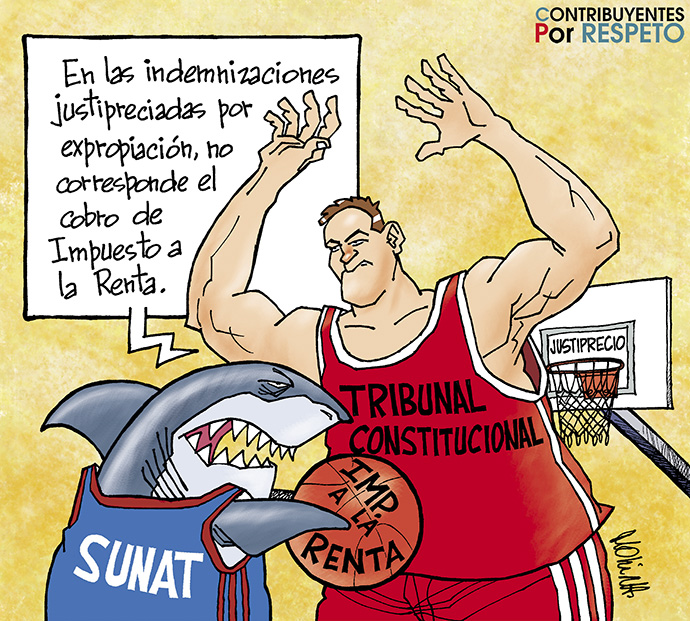 CONTRIBUYENTES
Por RESPETO
En las indemnizaciones
justipreciadas por
expropiación, no
corresponde el
cobro de
Impuesto a
la Renta.
JUSTIPRECIO
TRIBUNAL
CONSTITUCIONAL
IMP.
A LA
RENTA
SUNAT